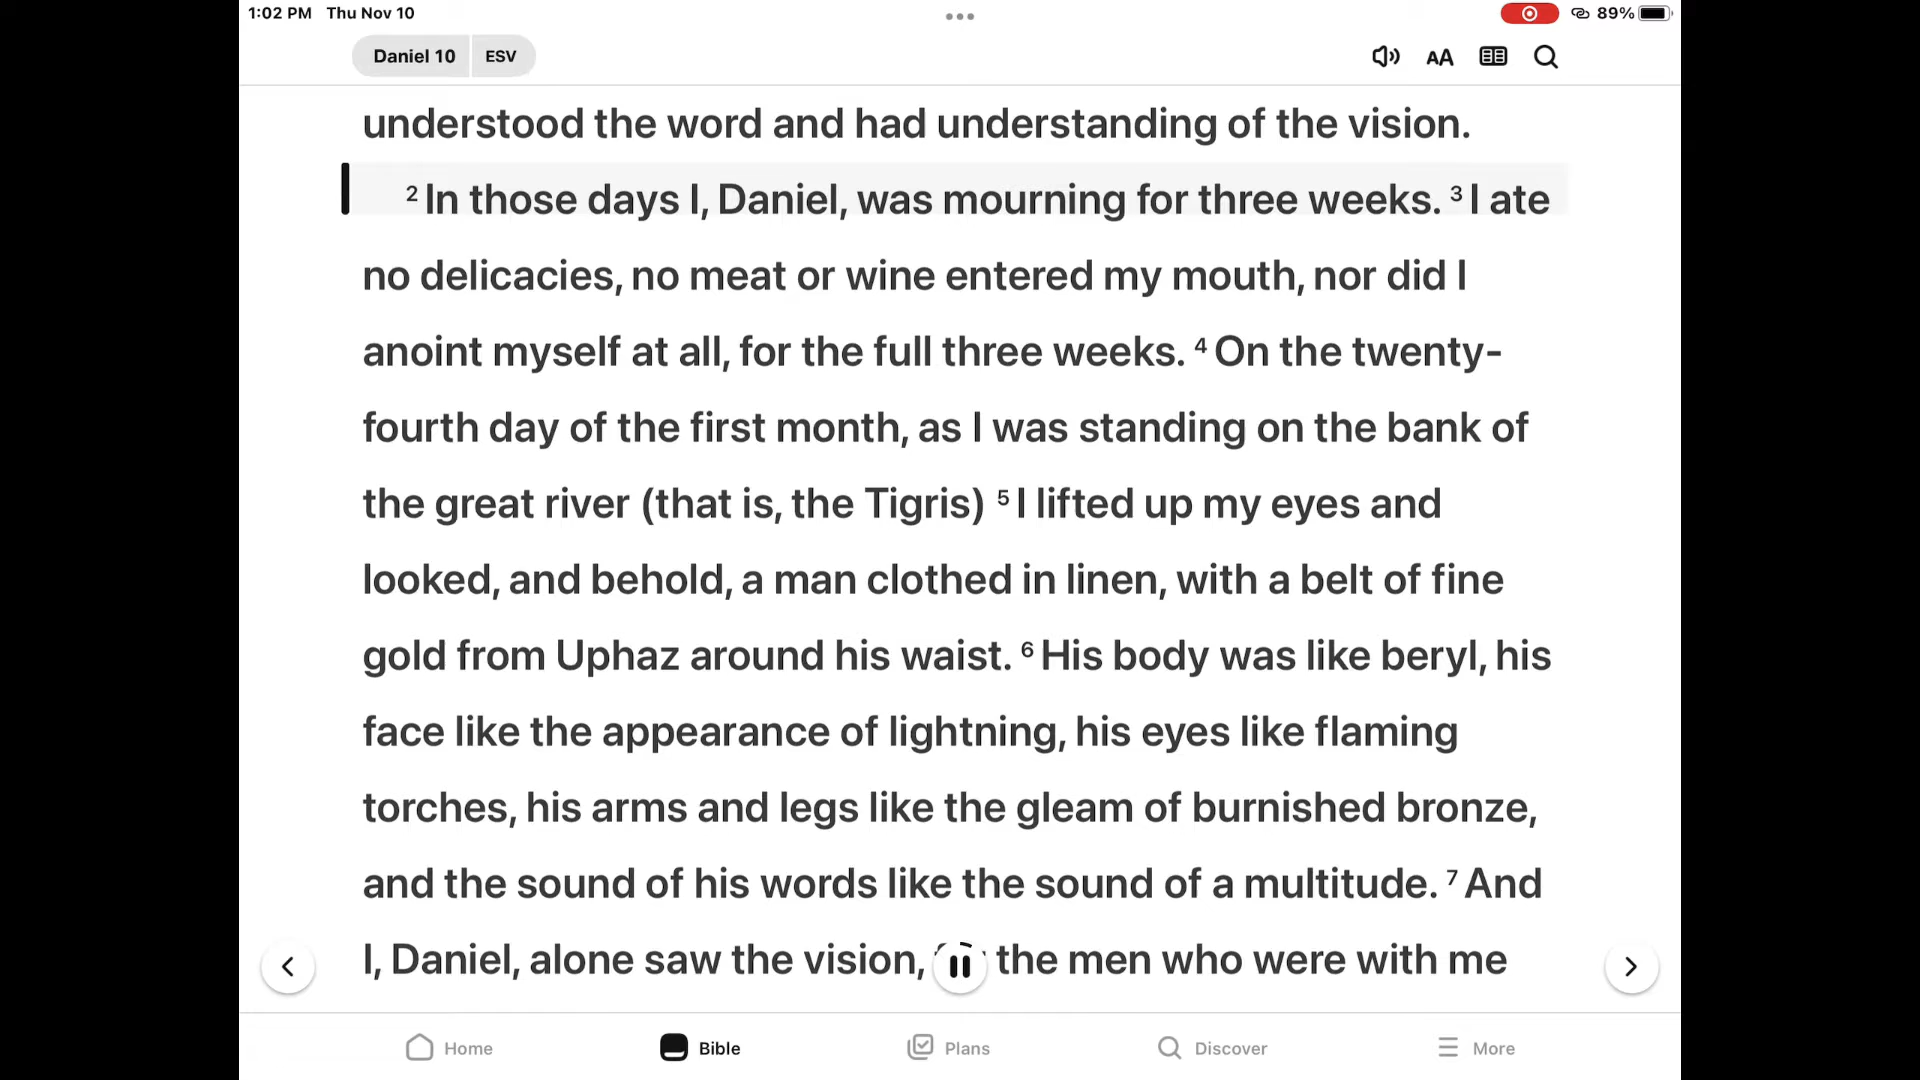 1:02 PM Thu Nov 10
89%
Daniel 10 ESV
AA
understood the word and had understanding of the vision.
2 In those days I, Daniel, was mourning for three weeks. 3 I ate
no delicacies, no meat or wine entered my mouth, nor did I
anoint myself at all, for the full three weeks. 4 On the twenty-
fourth day of the first month, as I was standing on the bank of
the great river (that is, the Tigris) 5 I lifted up my eyes and
looked, and behold, a man clothed in linen, with a belt of fine
gold from Uphaz around his waist. 6 His body was like beryl, his
face like the appearance of lightning, his eyes like flaming
torches, his arms and legs like the gleam of burnished bronze,
and the sound of his words like the sound of a multitude. 7 And
I, Daniel, alone saw the vision, the men who were with me
Home Bible Plans Discover More